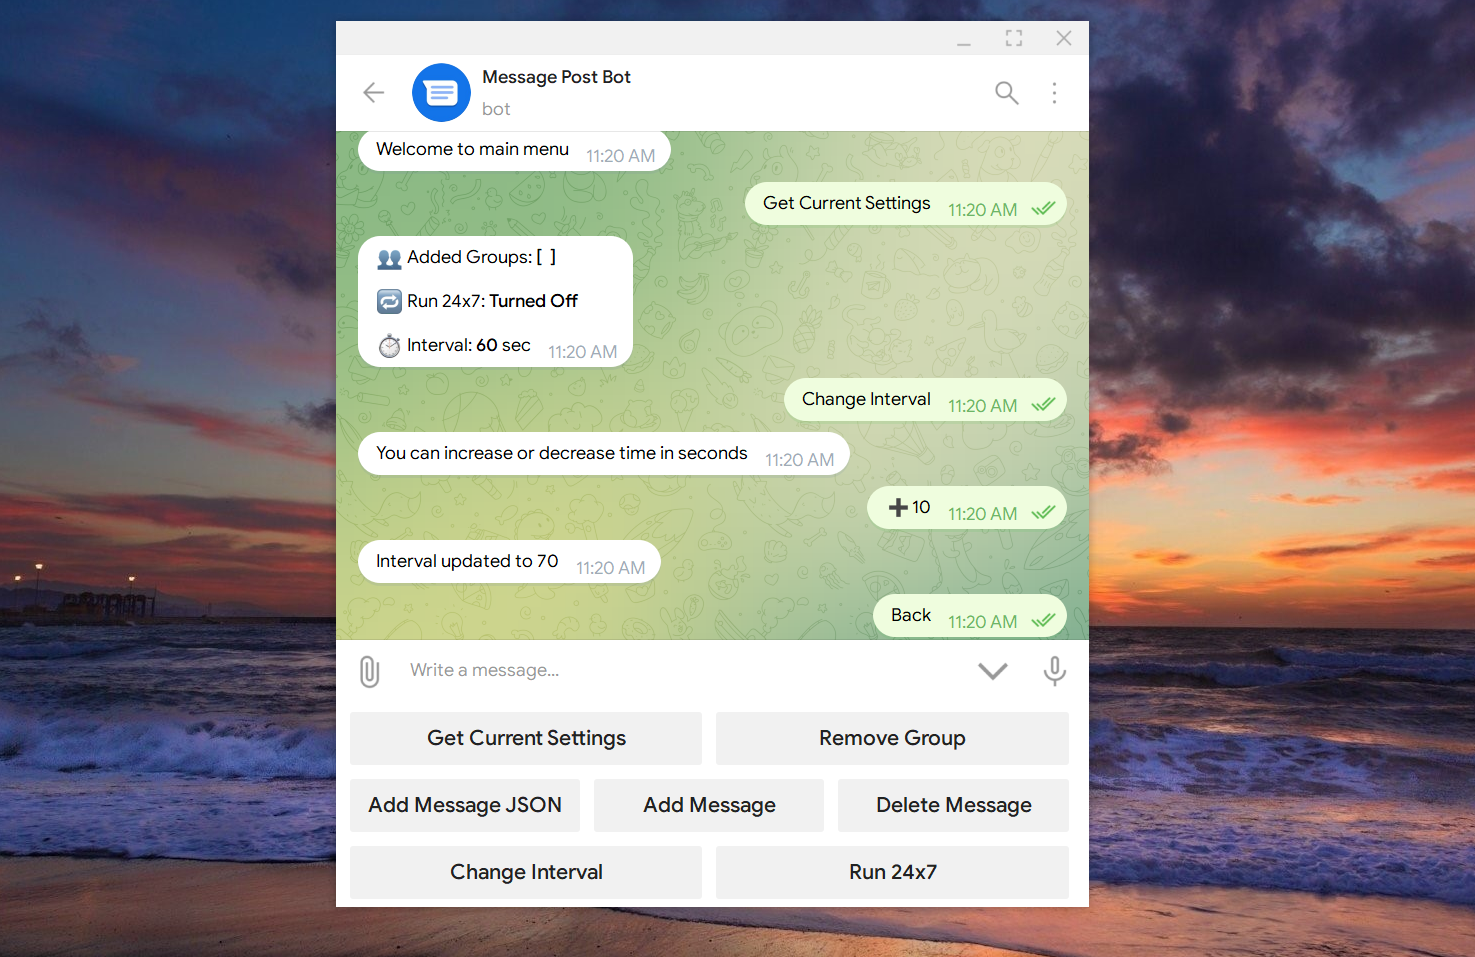 Message Post Bot
bot
Welcome to main menu 11:20 AM
Get Current Settings 11:20 AM
Added Groups: [ ]
Run 24x7: Turned Off
Interval: 60 sec 11:20 AM
Change Interval 11:20 AM
You can increase or decrease time in seconds 11:20 AM
➕10 11:20 AM
Interval updated to 70 11:20 AM
Back 11:20 AM
Write a message...
Get Current Settings Remove Group
Add Message JSON Add Message Delete Message
Change Interval Run 24x7